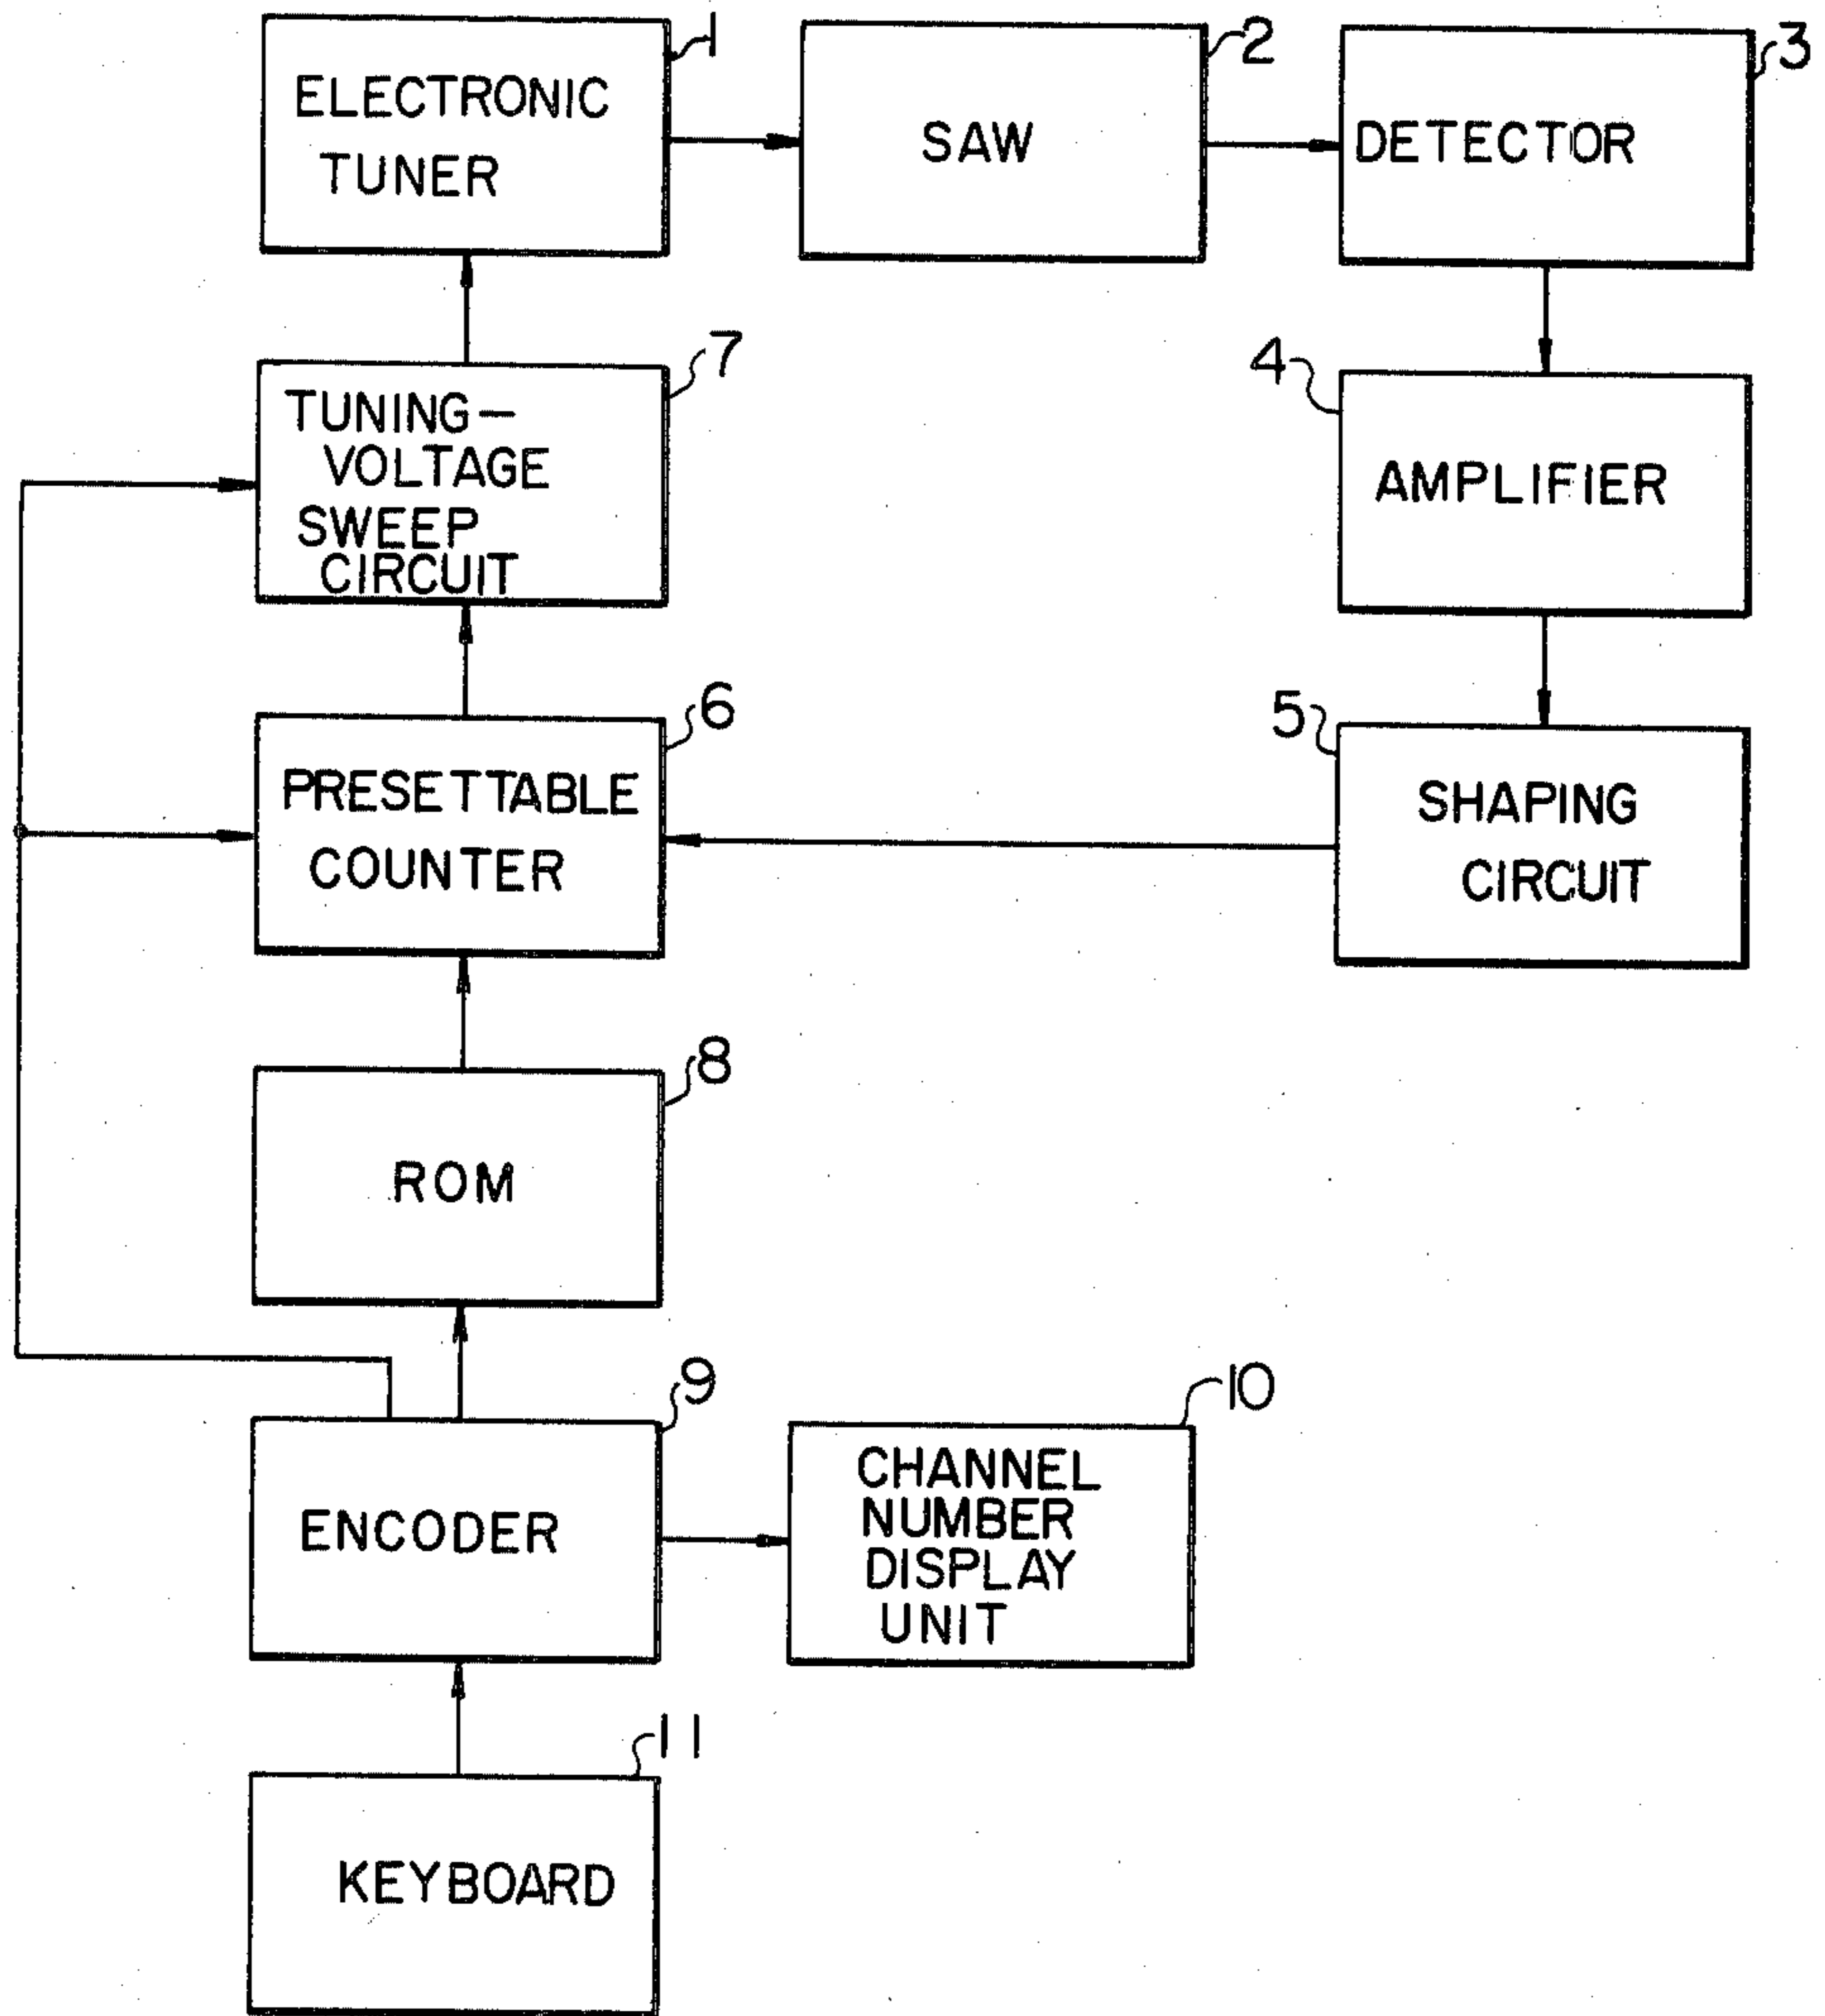 1
ELECTRONIC
TUNER
2
SAW
3
DETECTOR
7
TUNING-
VOLTAGE
SWEEP
CIRCUIT
4
AMPLIFIER
6
PRESETTABLE
COUNTER
5
SHAPING
CIRCUIT
8
ROM
9
ENCODER
10
CHANNEL
NUMBER
DISPLAY
UNIT
11
KEYBOARD